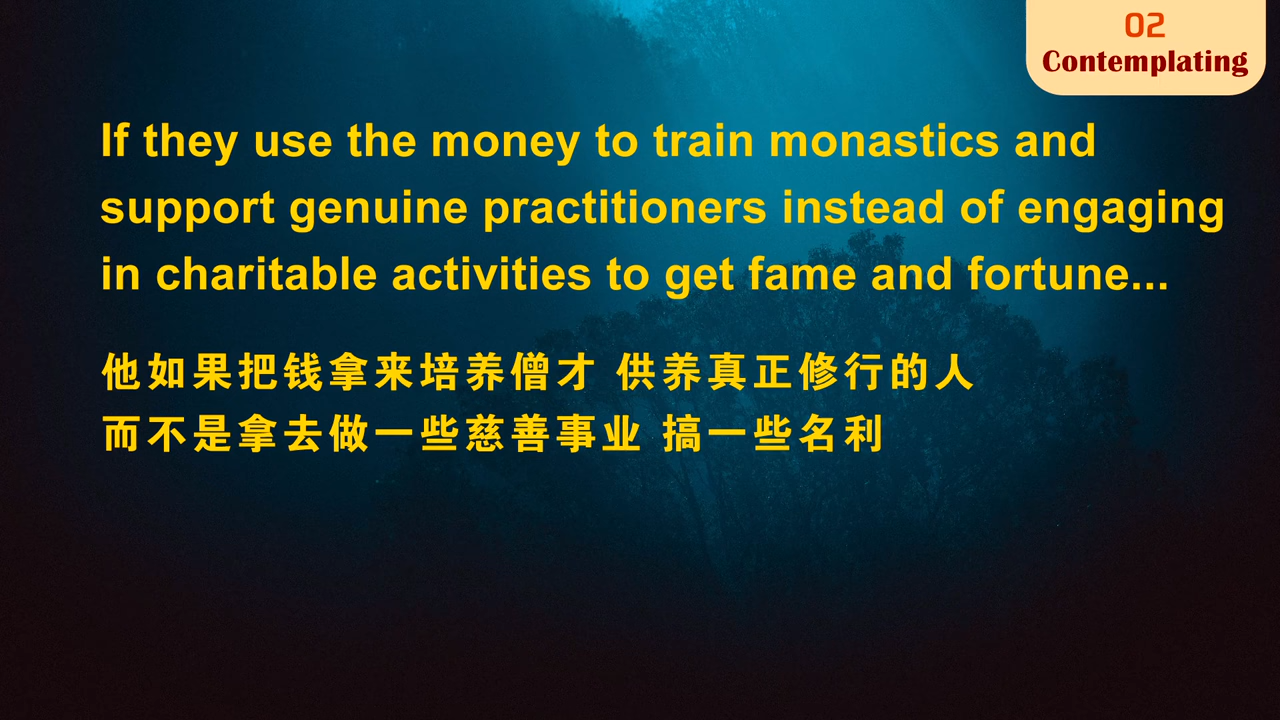 02
Contemplating
If they use the money to train monastics and
support genuine practitioners instead of engaging
in charitable activities to get fame and fortune...
他如果把钱拿来培养僧才 供养真正修行的人
而不是拿去做一些慈善事业 搞一些名利